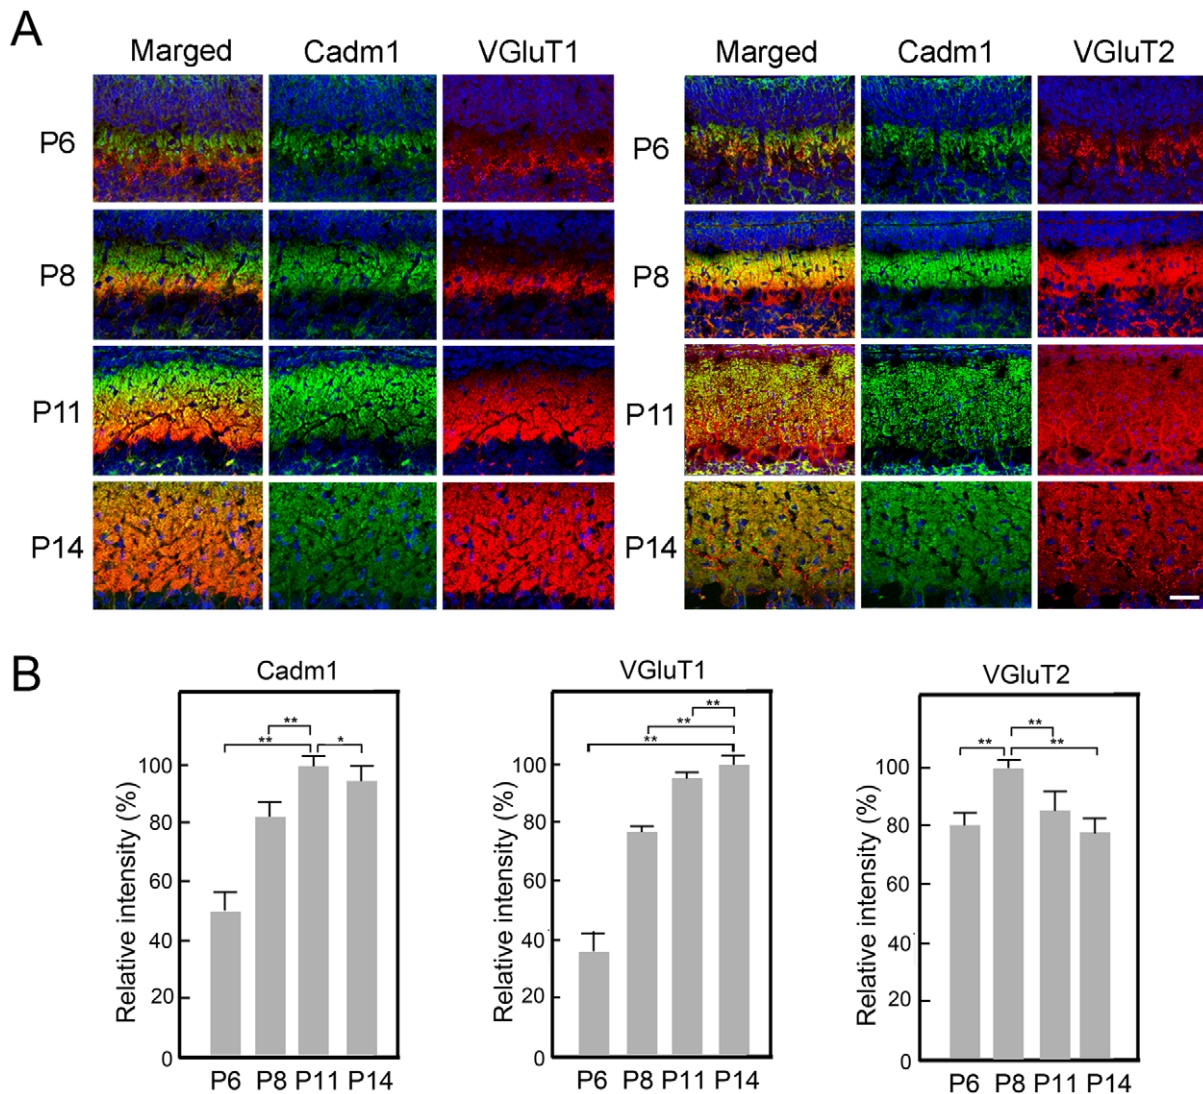 A
Marged Cadm1 VGluT1
P6
P8
P11
P14
Marged Cadm1 VGluT2
P6
P8
P11
P14
B
Cadm1
Relative intensity (%)
100
80
60
40
20
0
** ** *
P6 P8 P11 P14
VGluT1
Relative intensity (%)
100
80
60
40
20
0
** ** **
P6 P8 P11 P14
VGluT2
Relative intensity (%)
100
80
60
40
20
0
** ** **
P6 P8 P11 P14